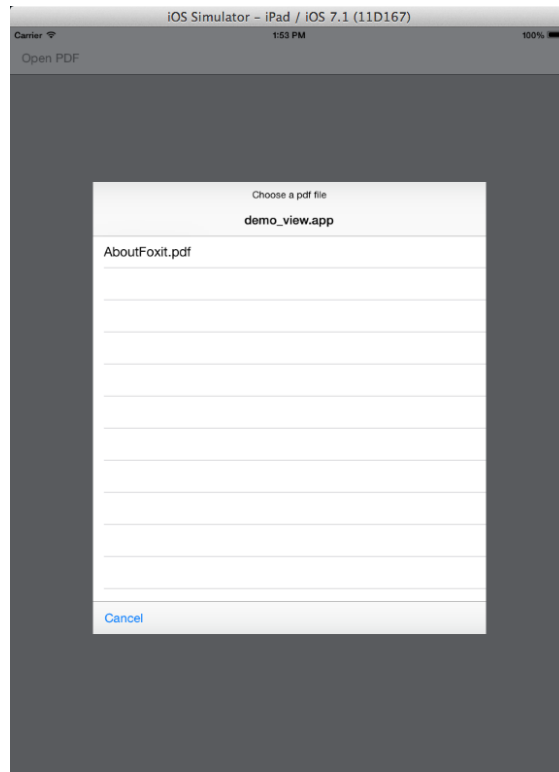 iOS Simulator – iPad / iOS 7.1 (11D167)
Carrier 1:53 PM 100%
Open PDF
Choose a pdf file
demo_view.app
AboutFoxit.pdf
Cancel